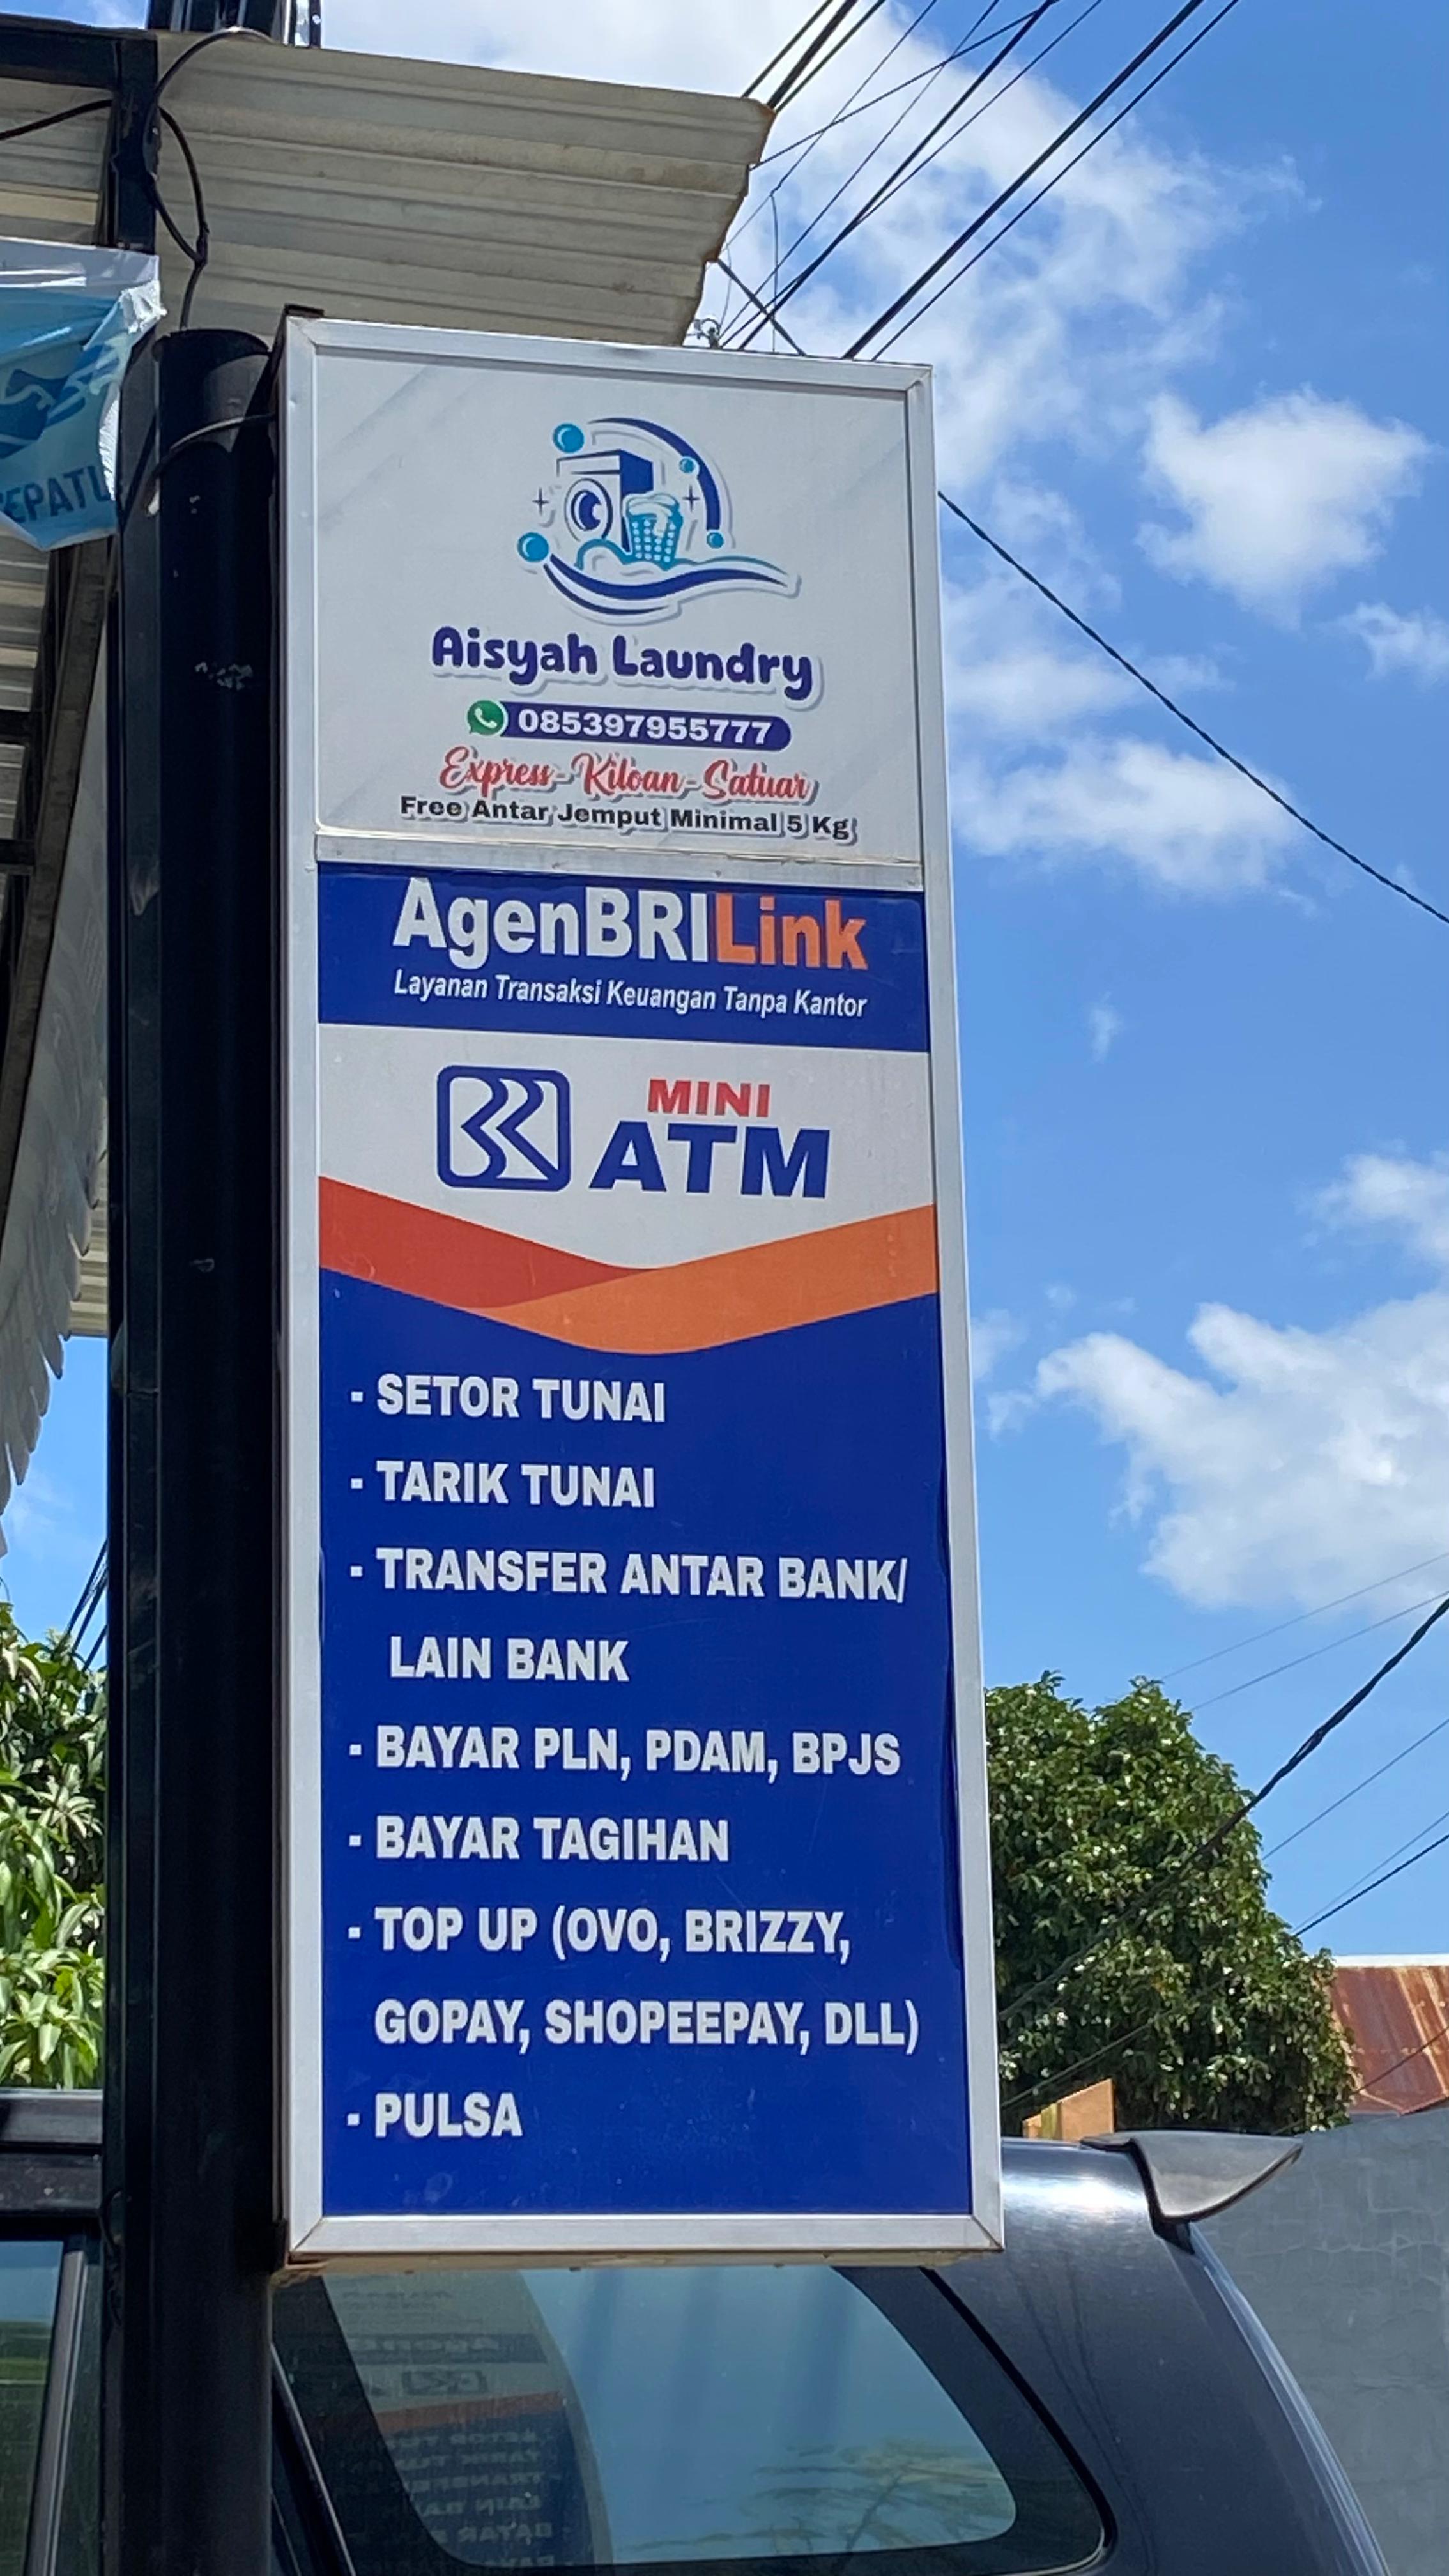 Aisyah Laundry
085397955777
Express-Kiloan-Satuan
Free Antar Jemput Minimal 5 Kg
AgenBRILink
Layanan Transaksi Keuangan Tanpa Kantor
MINI
ATM
- SETOR TUNAI
- TARIK TUNAI
- TRANSFER ANTAR BANK/
LAIN BANK
- BAYAR PLN, PDAM, BPJS
- BAYAR TAGIHAN
- TOP UP (OVO, BRIZZY,
GOPAY, SHOPEEPAY, DLL)
- PULSA